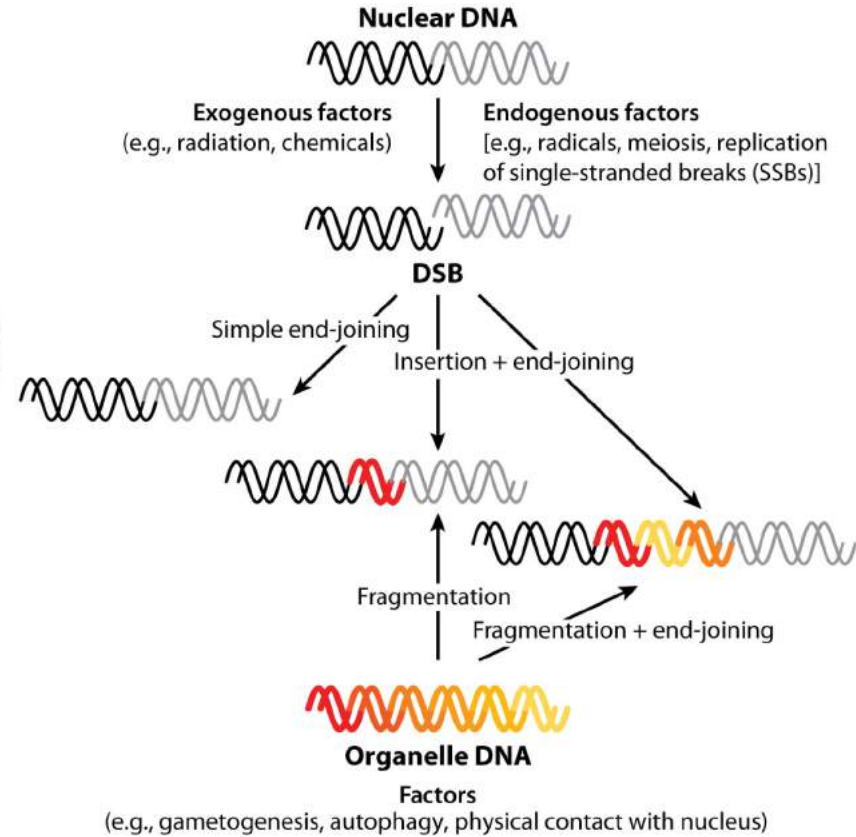 Nuclear DNA
Exogenous factors
(e.g., radiation, chemicals)
Endogenous factors
[e.g., radicals, meiosis, replication
of single-stranded breaks (SSBs)]
DSB
Simple end-joining
Insertion + end-joining
Fragmentation
Fragmentation + end-joining
Organelle DNA
Factors
(e.g., gametogenesis, autophagy, physical contact with nucleus)